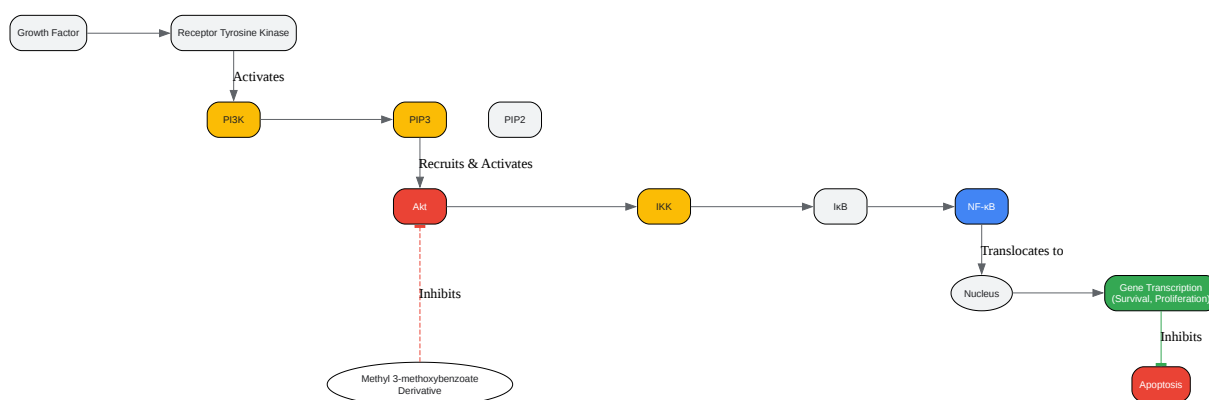 Growth Factor
Receptor Tyrosine Kinase
Activates
PI3K
PIP3
PIP2
Recruits & Activates
Akt
IKK
IκB
NF-κB
Translocates to
Inhibits
Nucleus
Gene Transcription
(Survival, Proliferation)
Inhibits
Methyl 3-methoxybenzoate
Derivative
Apoptosis